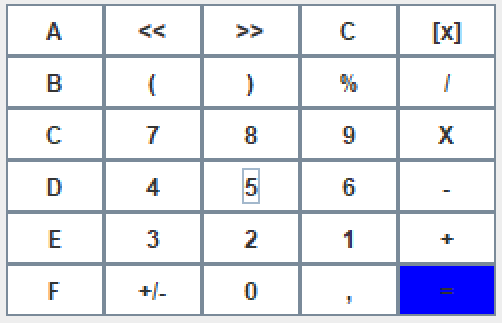 A << >> C [x]
B ( ) % /
C 7 8 9 X
D 4 5 6 -
E 3 2 1 +
F +/- 0 , =